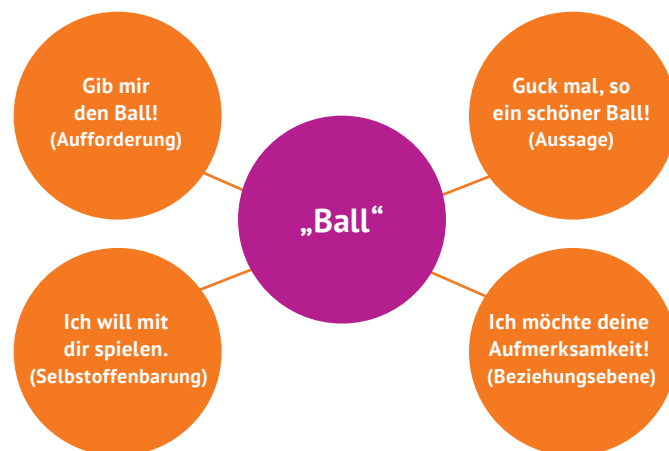 Gib mir
den Ball!
(Aufforderung)
Guck mal, so
ein schöner Ball!
(Aussage)
„Ball“
Ich will mit
dir spielen.
(Selbstoffenbarung)
Ich möchte deine
Aufmerksamkeit!
(Beziehungsebene)